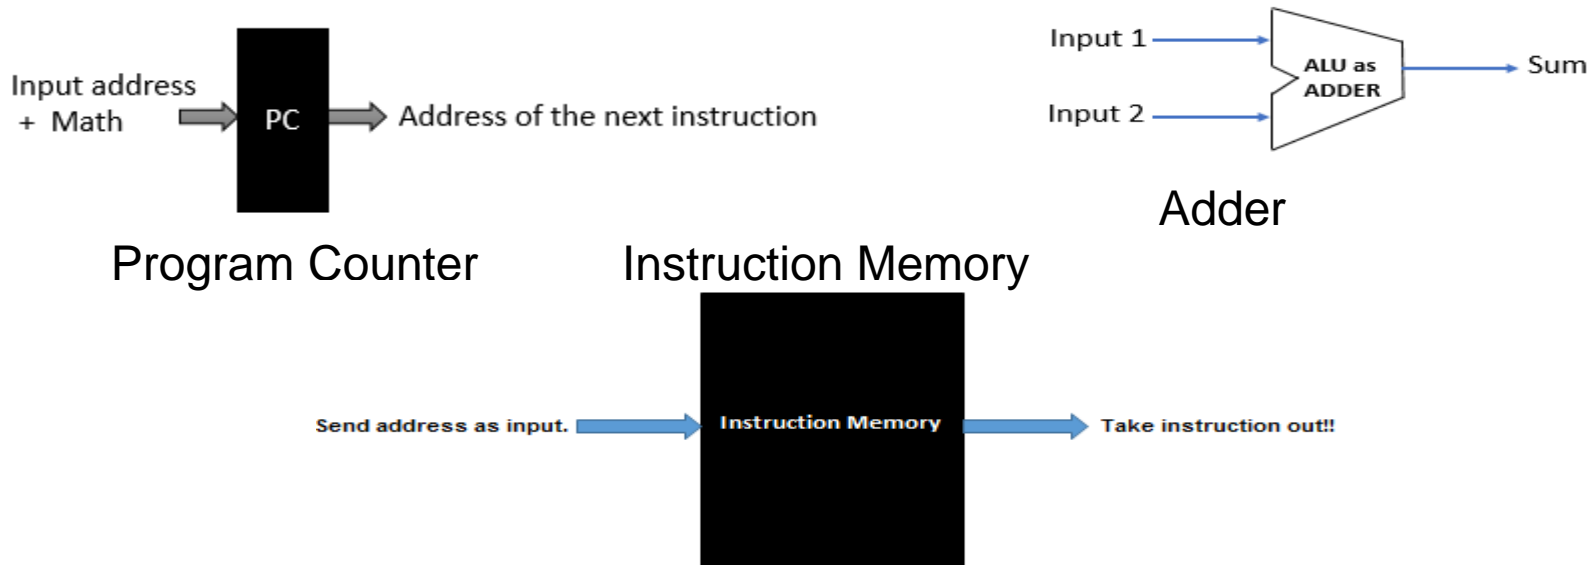 Input address
+ Math
PC
Address of the next instruction
Program Counter
Input 1
Input 2
ALU as
ADDER
Sum
Adder
Instruction Memory
Send address as input.
Instruction Memory
Take instruction out!!